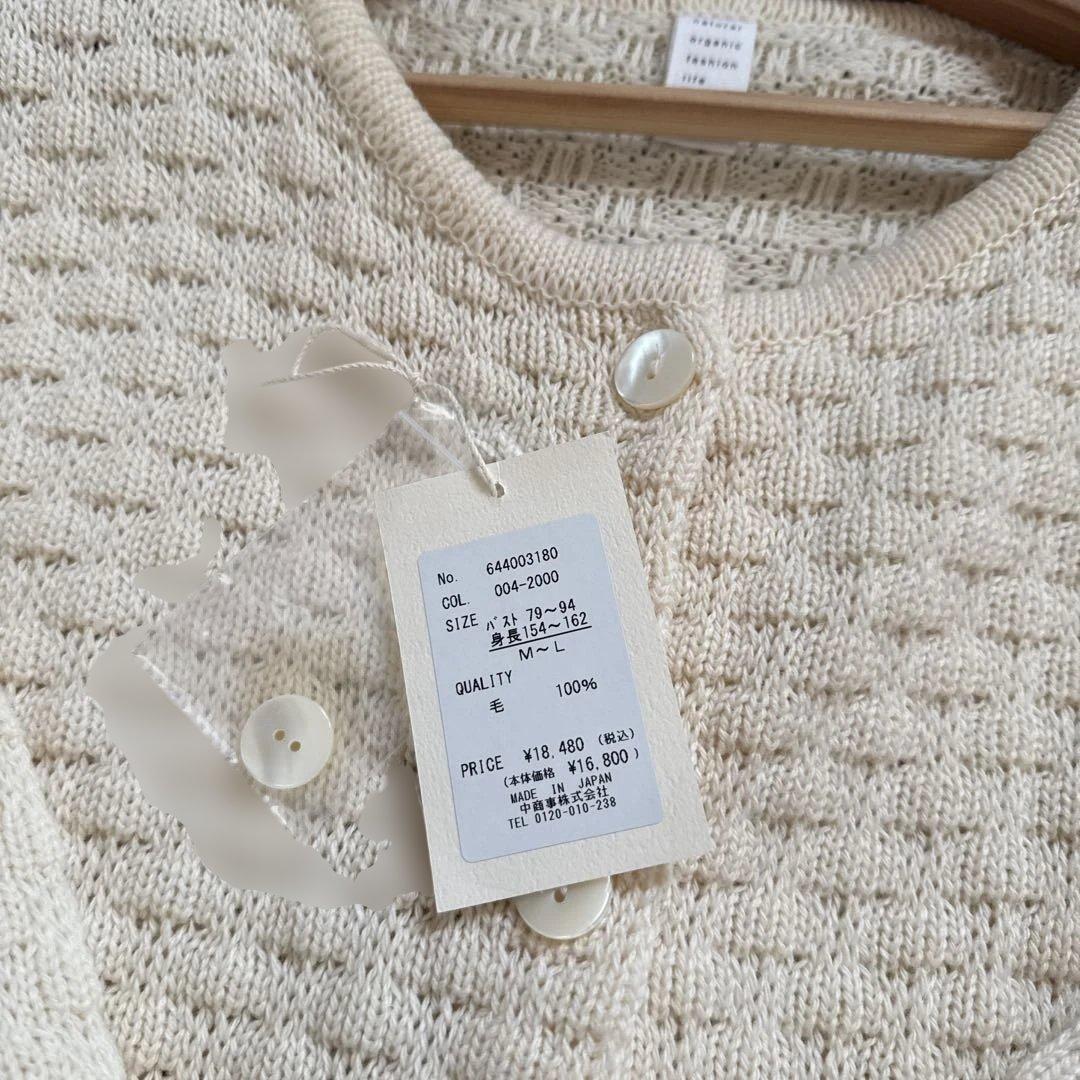 natural
organic
fashion
life
No. 644003180
COL. 004-2000
SIZE バスト 79～94
身長154～162
M～L
QUALITY
毛 100%
PRICE ¥18,480 (税込)
(本体価格 ¥16,800)
MADE IN JAPAN
中商事株式会社
TEL 0120-010-238